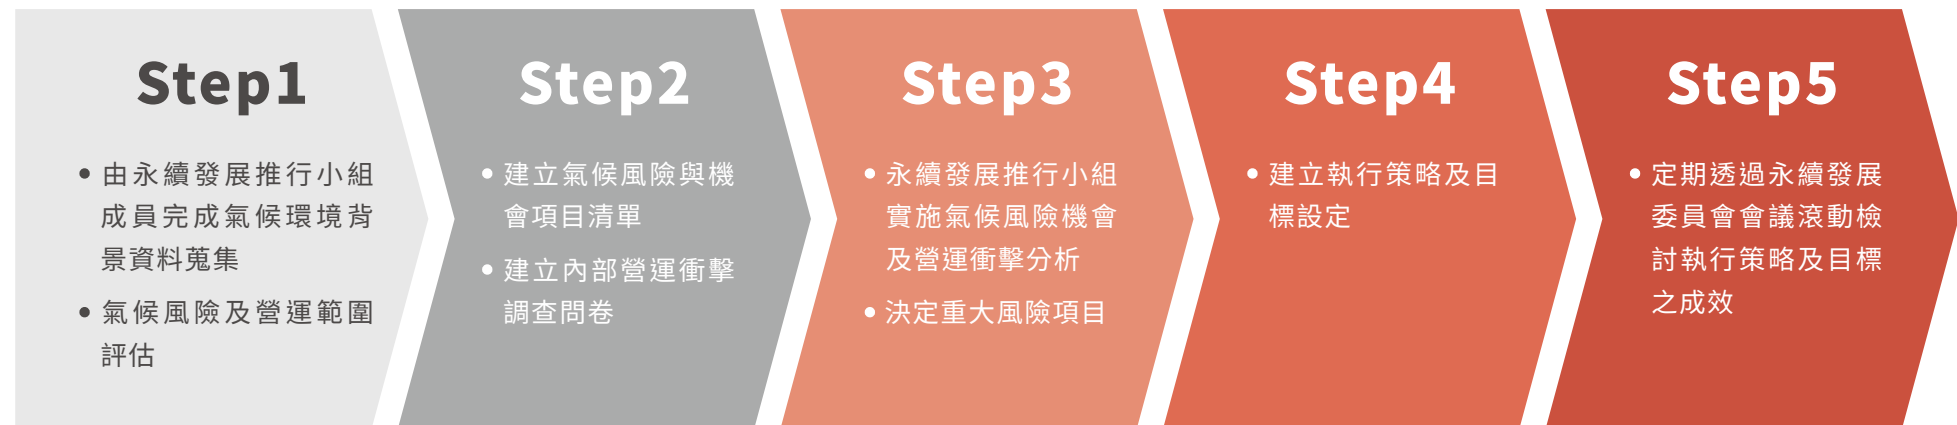 Step1
• 由永續發展推行小組
成員完成氣候環境背
景資料蒐集
• 氣候風險及營運範圍
評估
Step2
• 建立氣候風險與機
會項目清單
• 建立內部營運衝擊
調查問卷
Step3
• 永續發展推行小組
實施氣候風險機會
及營運衝擊分析
• 決定重大風險項目
Step4
• 建立執行策略及目
標設定
Step5
• 定期透過永續發展
委員會會議滾動檢
討執行策略及目標
之成效